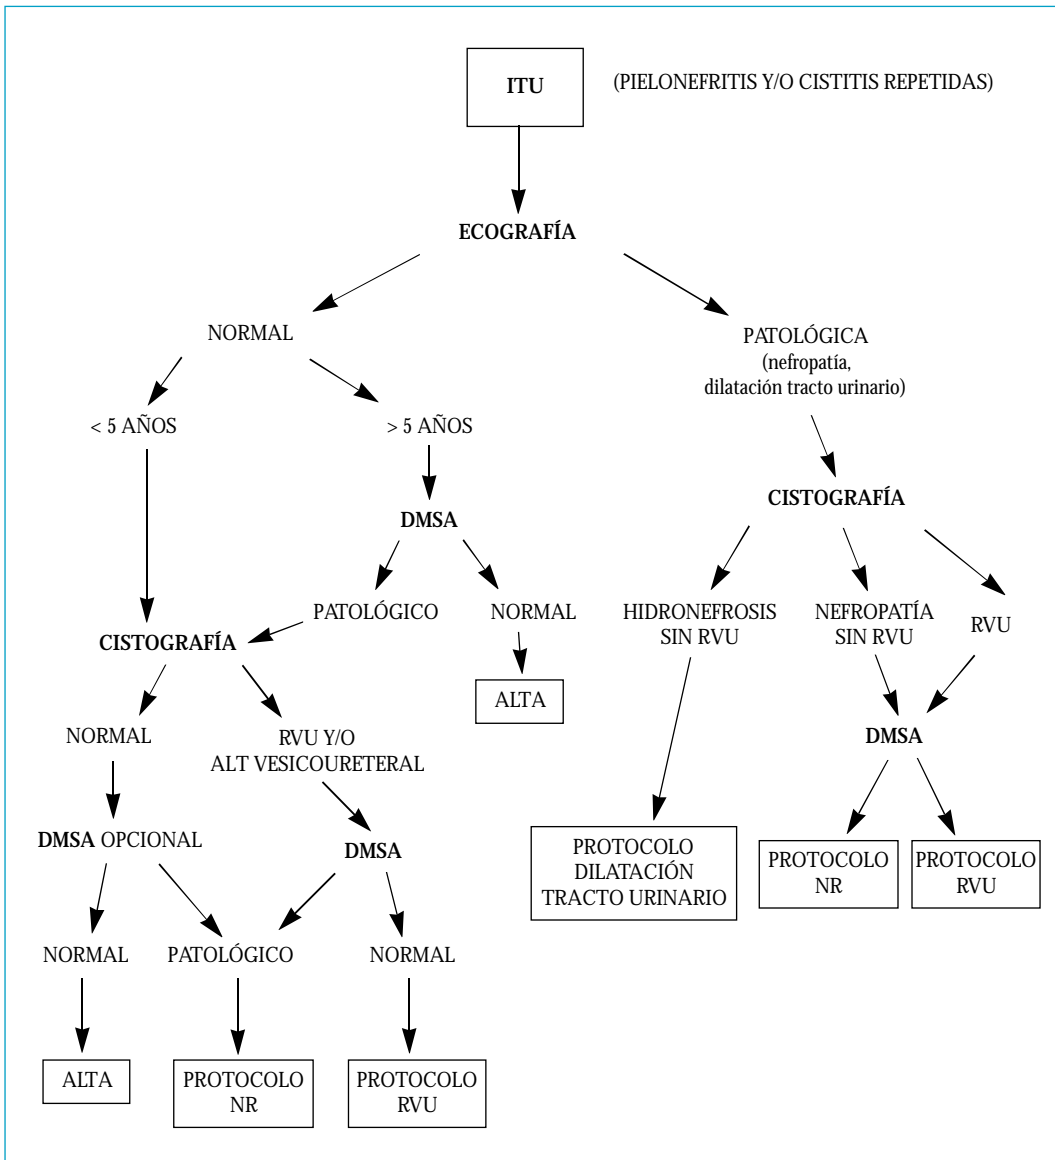 ITU
(PIELONEFRITIS Y/O CISTITIS REPETIDAS)
ECOGRAFÍA
NORMAL
PATOLÓGICA
(nefropatía,
dilatación tracto urinario)
< 5 AÑOS
> 5 AÑOS
CISTOGRAFÍA
DMSA
PATOLÓGICO
NORMAL
HIDRONEFROSIS
SIN RVU
NEFROPATÍA
SIN RVU
RVU
CISTOGRAFÍA
ALTA
NORMAL
RVU Y/O
ALT VESICOURETERAL
DMSA
DMSA OPCIONAL
DMSA
PROTOCOLO
DILATACIÓN
TRACTO URINARIO
PROTOCOLO
NR
PROTOCOLO
RVU
NORMAL
PATOLÓGICO
NORMAL
ALTA
PROTOCOLO
NR
PROTOCOLO
RVU